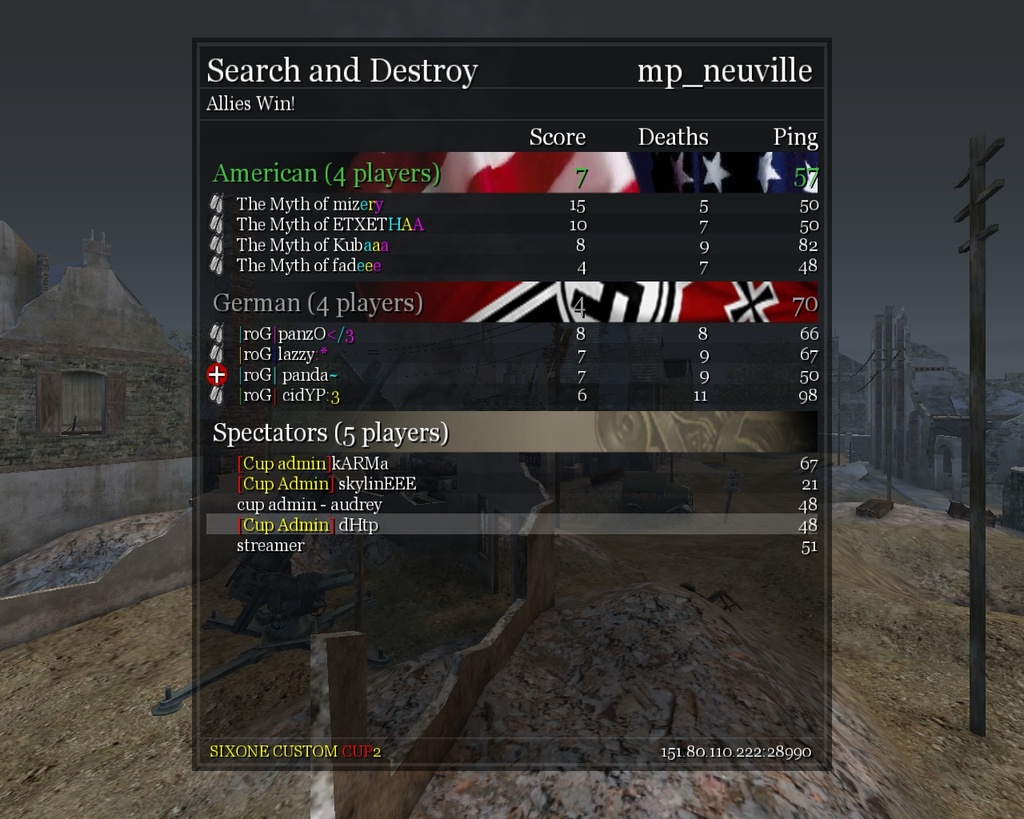 Search and Destroy mp_neuville
Allies Win!
Score Deaths Ping
American (4 players) 7 57
The Myth of mizery 15 5 50
The Myth of ETXETHAA 10 7 50
The Myth of Kubaaa 8 9 82
The Myth of fadeee 4 7 48
German (4 players) 4 70
|roG|panzO</3 8 8 66
|roG|lazzy:* 7 9 67
|roG| panda~ 7 9 50
|roG| cidYP:3 6 11 98
Spectators (5 players)
[Cup admin]kARMa 67
[Cup Admin] skylinEEE 21
cup admin - audrey 48
[Cup Admin] dHtp 48
streamer 51
SIXONE CUSTOM CUP2 151.80.110.222:28990